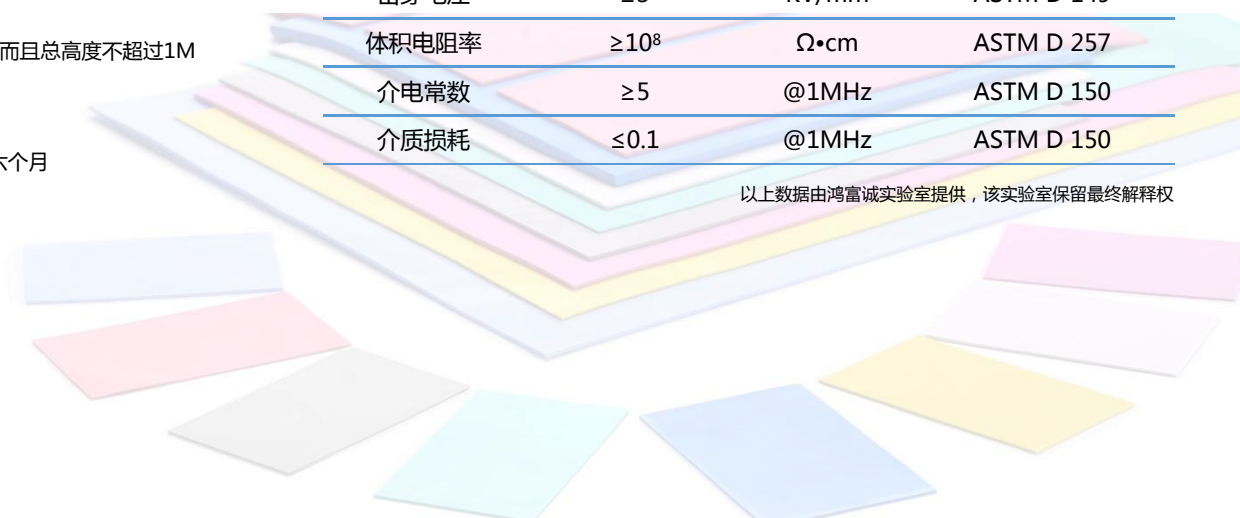 而且总高度不超过1M
个月
体积电阻率 ≥10⁸ Ω•cm ASTM D 257
介电常数 ≥5 @1MHz ASTM D 150
介质损耗 ≤0.1 @1MHz ASTM D 150
以上数据由鸿富诚实验室提供，该实验室保留最终解释权